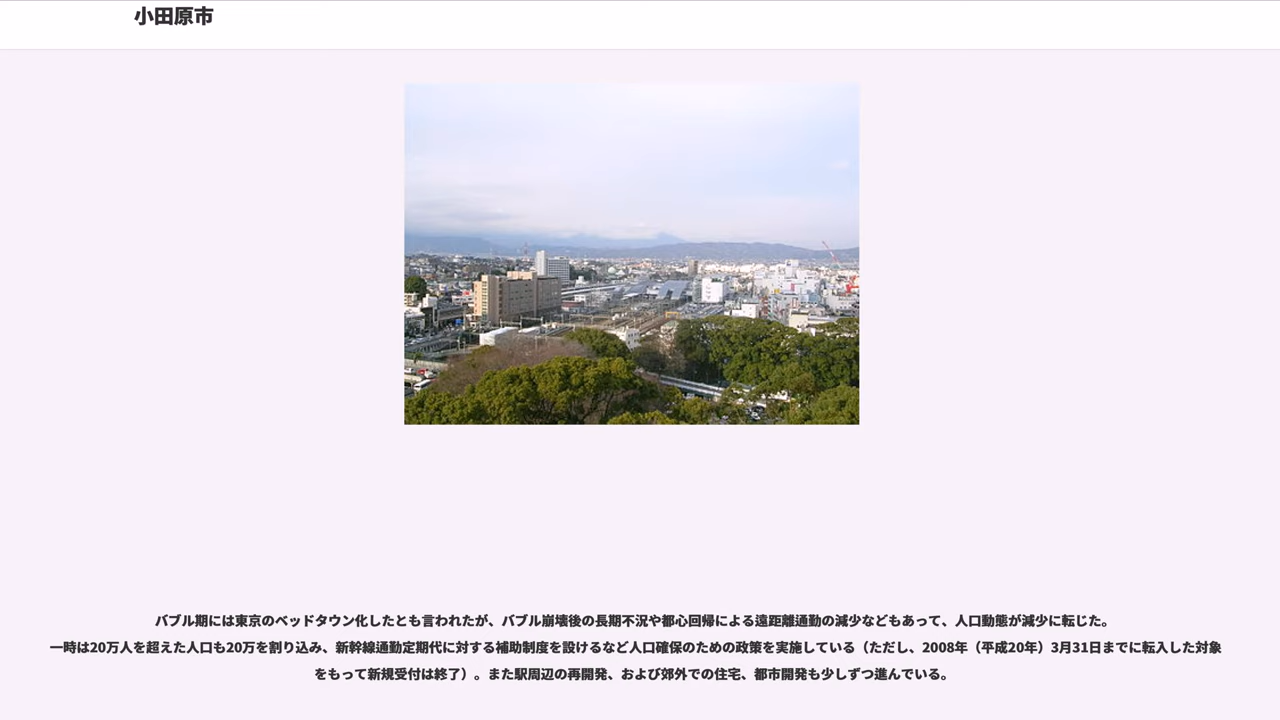 小田原市
バブル期には東京のベッドタウン化したとも言われたが、バブル崩壊後の長期不況や都心回帰による遠距離通勤の減少などもあって、人口動態が減少に転じた。
一時は20万人を超えた人口も20万を割り込み、新幹線通勤定期代に対する補助制度を設けるなど人口確保のための政策を実施している（ただし、2008年（平成20年）3月31日までに転入した対象
をもって新規受付は終了）。また駅周辺の再開発、および郊外での住宅、都市開発も少しずつ進んでいる。